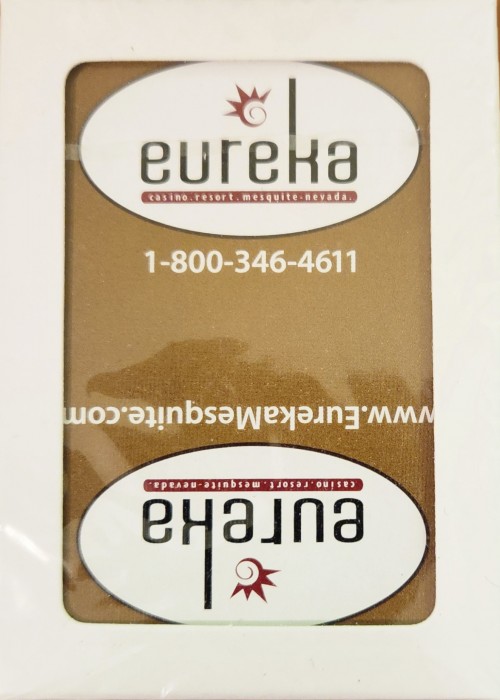 eureka
casino.resort.mesquite-nevada.
1-800-346-4611
www.EurekaMesquite.com
casino.resort.mesquite-nevada.
eureka